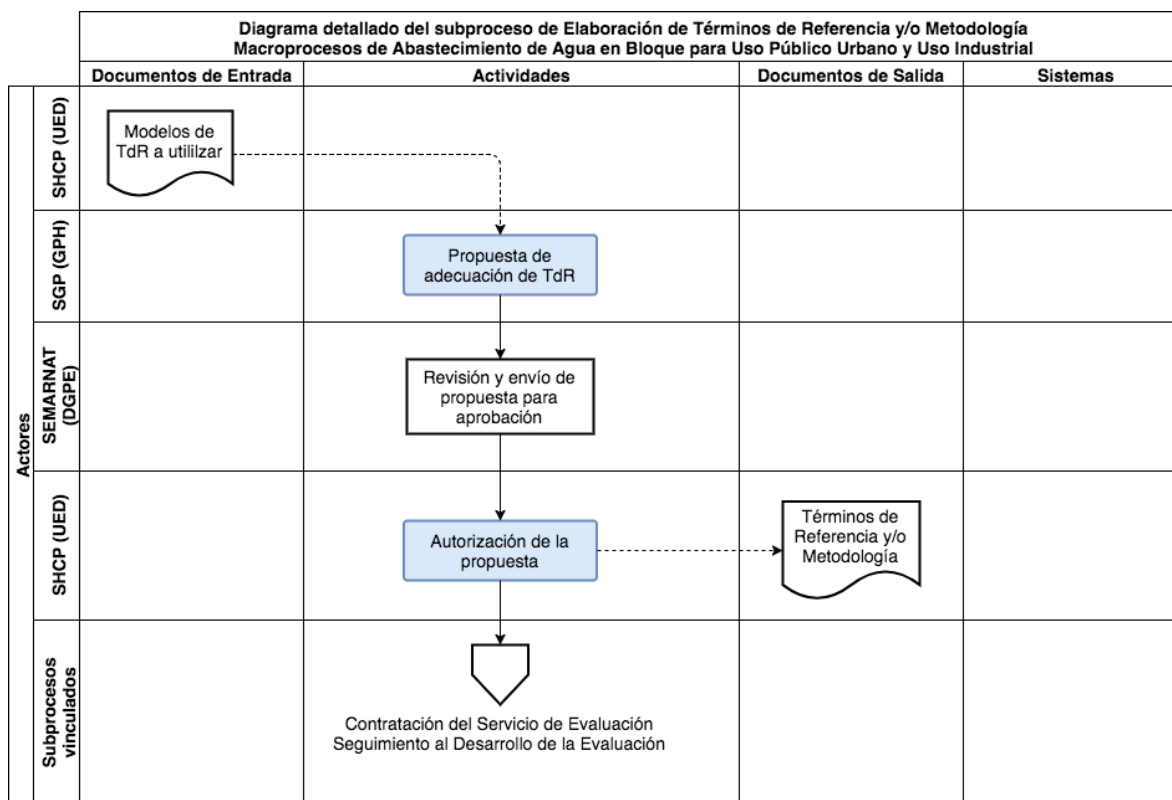 Diagrama detallado del subproceso de Elaboración de Términos de Referencia y/o Metodología
Macroprocesos de Abastecimiento de Agua en Bloque para Uso Público Urbano y Uso Industrial
Documentos de Entrada
Actividades
Documentos de Salida
Sistemas
Actores
SHCP (UED)
Modelos de
TdR a utililzar
SGP (GPH)
Propuesta de
adecuación de TdR
SEMARNAT
(DGPE)
Revisión y envío de
propuesta para
aprobación
SHCP (UED)
Autorización de la
propuesta
Términos de
Referencia y/o
Metodología
Subprocesos
vinculados
Contratación del Servicio de Evaluación
Seguimiento al Desarrollo de la Evaluación